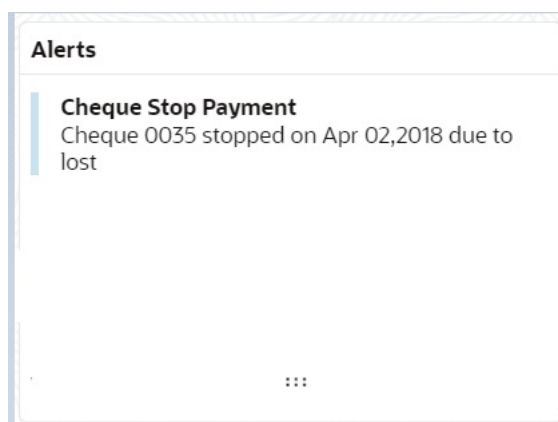 Alerts
Cheque Stop Payment
Cheque 0035 stopped on Apr 02,2018 due to
lost